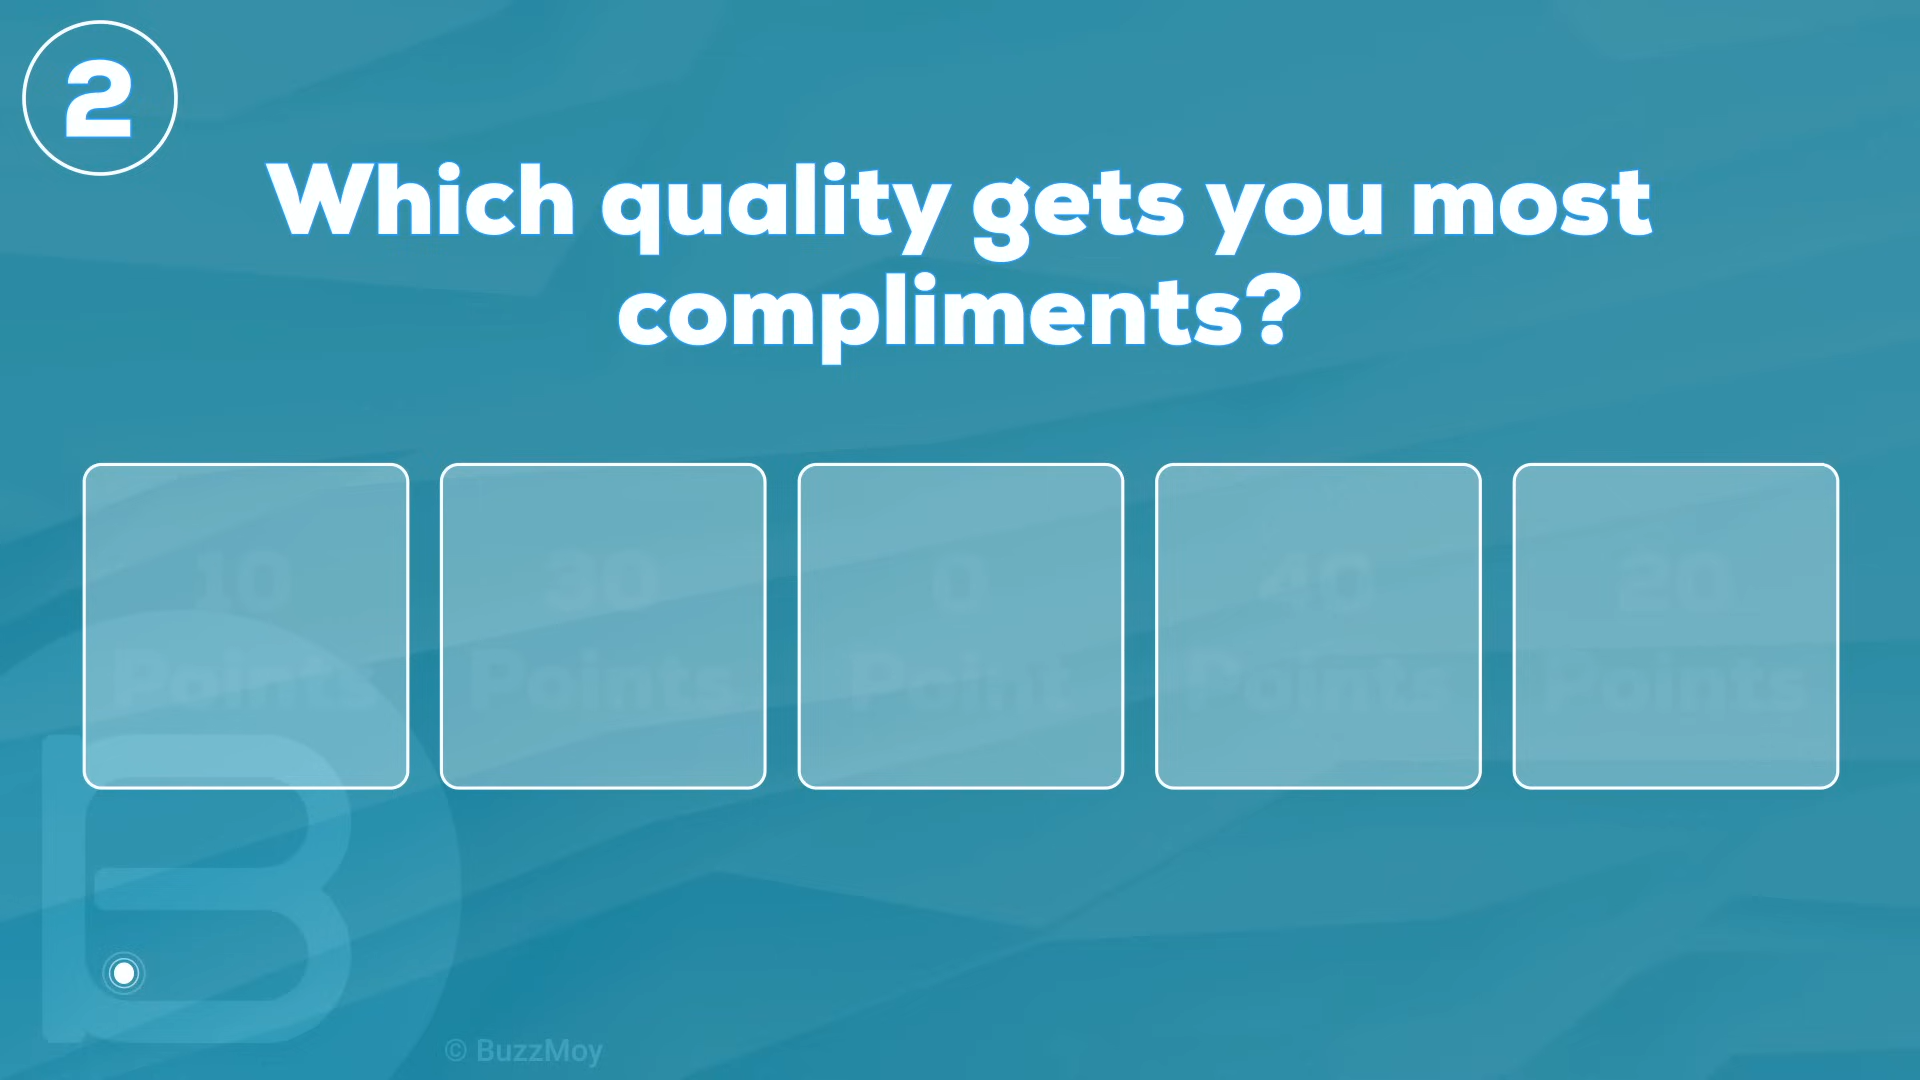 2
Which quality gets you most
compliments?
10 30 0 40 20
Points Points Point Points Points
© BuzzMoy